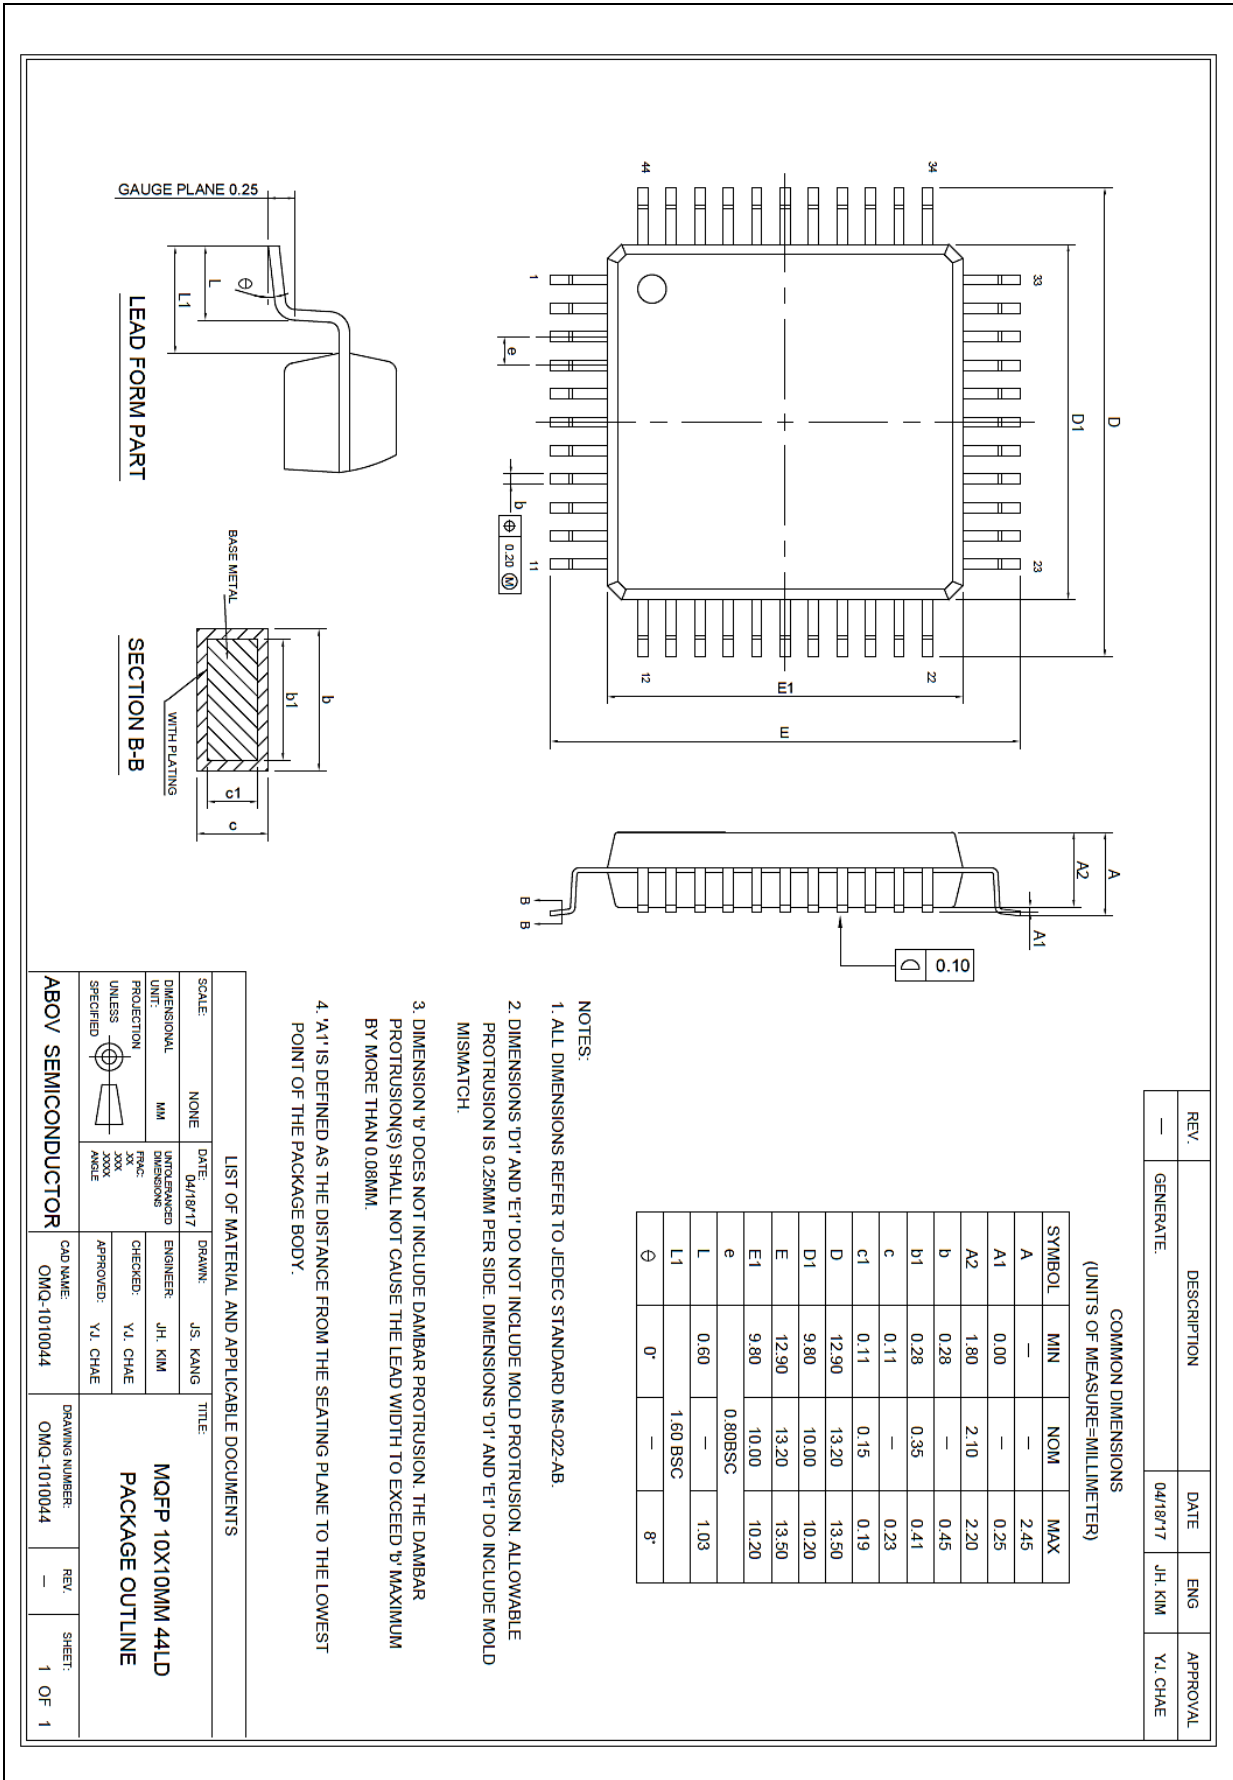 REV. DESCRIPTION DATE ENG APPROVAL
— GENERATE. 04/18/17 JH. KIM YJ. CHAE
34
44
33
1
23
11
22
12
D
D1
E1
E
e
b
⌖ 0.20 Ⓜ
A
A2
A1
B B
⌓ 0.10
COMMON DIMENSIONS
(UNITS OF MEASURE=MILLIMETER)
SYMBOL MIN NOM MAX
A — — 2.45
A1 0.00 — 0.25
A2 1.80 2.10 2.20
b 0.28 — 0.45
b1 0.28 0.35 0.41
c 0.11 — 0.23
c1 0.11 0.15 0.19
D 12.90 13.20 13.50
D1 9.80 10.00 10.20
E 12.90 13.20 13.50
E1 9.80 10.00 10.20
e 0.80BSC
L 0.60 — 1.03
L1 1.60 BSC
Θ 0° — 8°
GAUGE PLANE 0.25
L
L1
Θ
LEAD FORM PART
BASE METAL
WITH PLATING
b
b1
c1
c
SECTION B-B
NOTES:
1. ALL DIMENSIONS REFER TO JEDEC STANDARD MS-022-AB.
2. DIMENSIONS 'D1' AND 'E1' DO NOT INCLUDE MOLD PROTRUSION. ALLOWABLE
PROTRUSION IS 0.25MM PER SIDE. DIMENSIONS 'D1' AND 'E1' DO INCLUDE MOLD
MISMATCH.
3. DIMENSION 'b' DOES NOT INCLUDE DAMBAR PROTRUSION. THE DAMBAR
PROTRUSION(S) SHALL NOT CAUSE THE LEAD WIDTH TO EXCEED 'b' MAXIMUM
BY MORE THAN 0.08MM.
4. 'A1' IS DEFINED AS THE DISTANCE FROM THE SEATING PLANE TO THE LOWEST
POINT OF THE PACKAGE BODY.
LIST OF MATERIAL AND APPLICABLE DOCUMENTS
SCALE: NONE
DATE: 04/18/17
DRAWN: JS. KANG
TITLE:
MQFP 10X10MM 44LD
PACKAGE OUTLINE
DIMENSIONAL
UNIT: MM
UNTOLERANCED
DIMENSIONS
FRAC:
.XX
.XXX
.XXXX
ANGLE
ENGINEER: JH. KIM
PROJECTION
UNLESS
SPECIFIED
CHECKED: YJ. CHAE
APPROVED: YJ. CHAE
ABOV SEMICONDUCTOR
CAD NAME:
OMQ-1010044
DRAWING NUMBER:
OMQ-1010044
REV.
—
SHEET:
1 OF 1